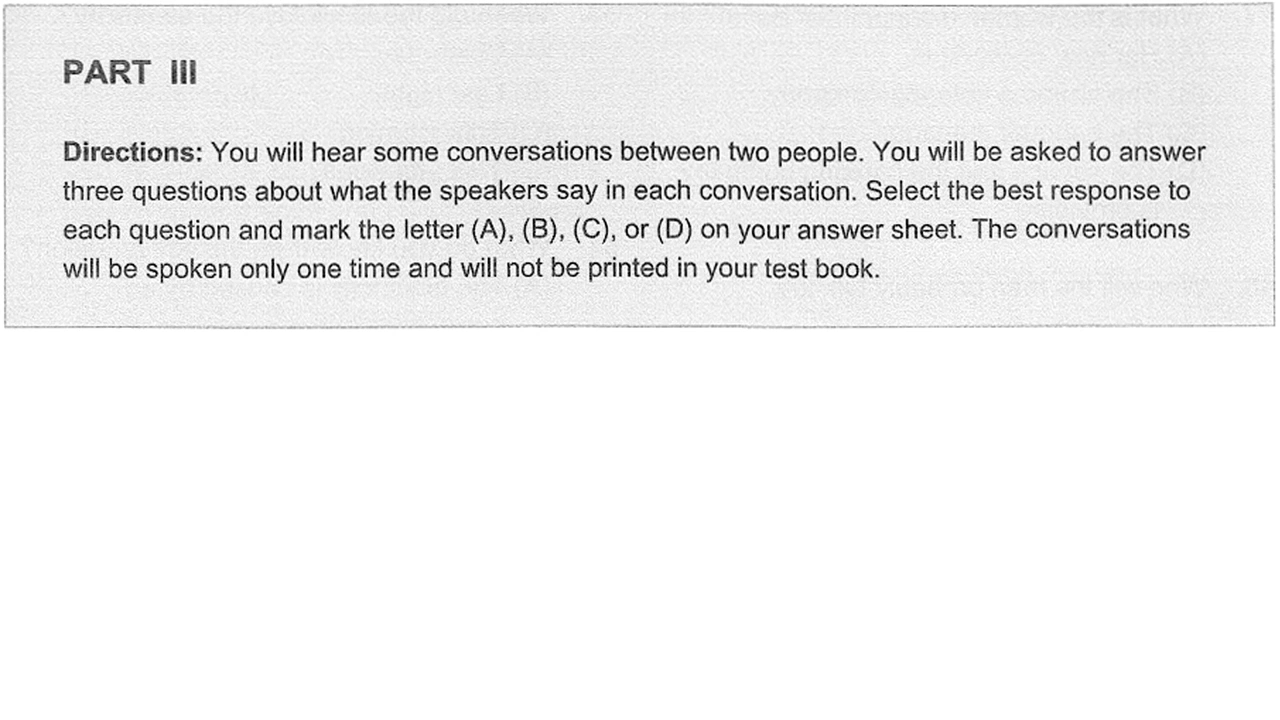 PART III
Directions: You will hear some conversations between two people. You will be asked to answer
three questions about what the speakers say in each conversation. Select the best response to
each question and mark the letter (A), (B), (C), or (D) on your answer sheet. The conversations
will be spoken only one time and will not be printed in your test book.